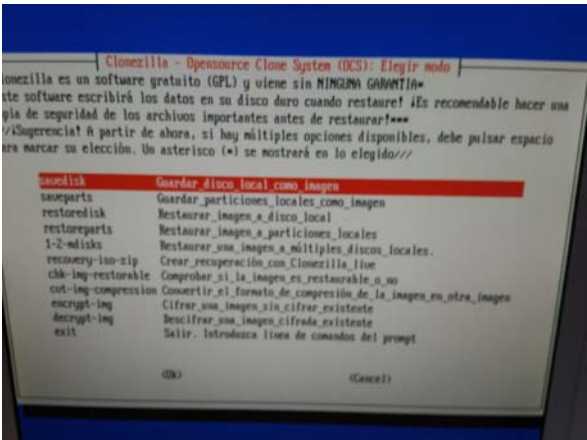 Clonezilla - Opensource Clone System (OCS): Elegir modo
lonezilla es un software gratuito (GPL) y viene sin NINGUNA GARANTÍA*
ste software escribirá los datos en su disco duro cuando restaure! ¡Es recomendable hacer una
pia de seguridad de los archivos importantes antes de restaurar!***
//¡Sugerencia! A partir de ahora, si hay múltiples opciones disponibles, debe pulsar espacio
ara marcar su elección. Un asterisco (*) se mostrará en lo elegido///
savedisk Guardar_disco_local_como_imagen
saveparts Guardar_particiones_locales_como_imagen
restoredisk Restaurar_imagen_a_disco_local
restoreparts Restaurar_imagen_a_particiones_locales
1-2-mdisks Restaurar_una_imagen_a_múltiples_discos_locales.
recovery-iso-zip Crear_recuperación_con_Clonezilla_live
chk-img-restorable Comprobar_si_la_imagen_es_restaurable_o_no
cvt-img-compression Convertir_el_formato_de_compresión_de_la_imagen_en_otra_imagen
encrypt-img Cifrar_una_imagen_sin_cifrar_existente
decrypt-img Descifrar_una_imagen_cifrada_existente
exit Salir. Introduzca línea de comandos del prompt
<Ok> <Cancel>